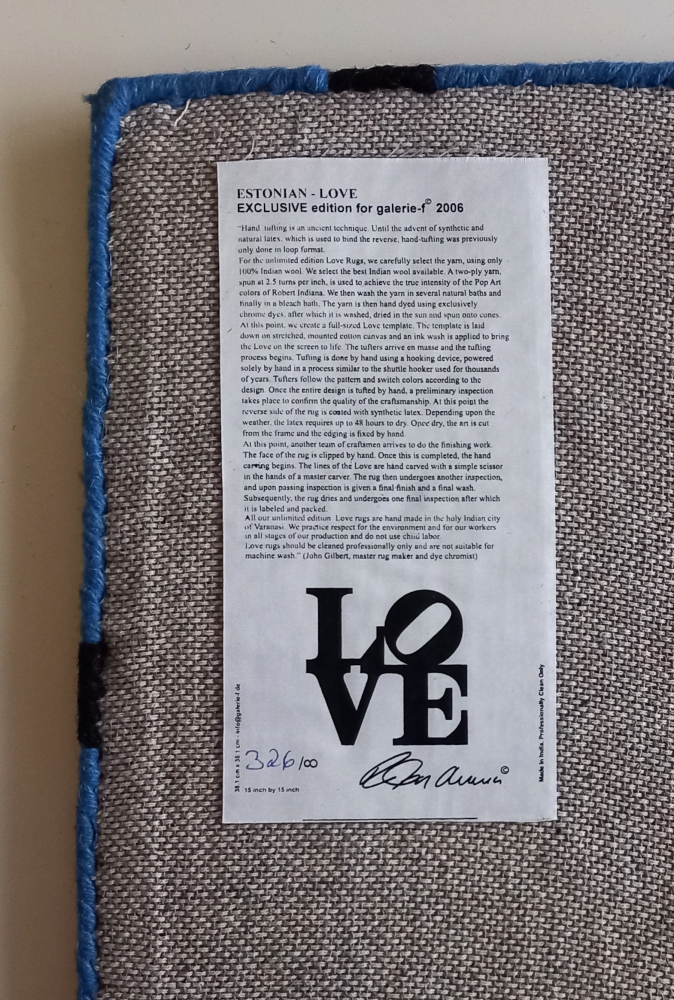 ESTONIAN - LOVE
EXCLUSIVE edition for galerie-f© 2006
"Hand tufting is an ancient technique. Until the advent of synthetic and
natural latex, which is used to bind the reverse, hand-tufting was previously
only done in loop format.
For the unlimited edition Love Rugs, we carefully select the yarn, using only
100% Indian wool. We select the best Indian wool available. A two-ply yarn,
spun at 2.5 turns per inch, is used to achieve the true intensity of the Pop Art
colors of Robert Indiana. We then wash the yarn in several natural baths and
finally in a bleach bath. The yarn is then hand dyed using exclusively
chrome dyes, after which it is washed, dried in the sun and spun onto cones.
At this point, we create a full-sized Love template. The template is laid
down on stretched, mounted cotton canvas and an ink wash is applied to bring
the Love on the screen to life. The tufters arrive en masse and the tufting
process begins. Tufting is done by hand using a hooking device, powered
solely by hand in a process similar to the shuttle hooker used for thousands
of years. Tufters follow the pattern and switch colors according to the
design. Once the entire design is tufted by hand, a preliminary inspection
takes place to confirm the quality of the craftsmanship. At this point the
reverse side of the rug is coated with synthetic latex. Depending upon the
weather, the latex requires up to 48 hours to dry. Once dry, the art is cut
from the frame and the edging is fixed by hand.
At this point, another team of craftsmen arrives to do the finishing work.
The face of the rug is clipped by hand. Once this is completed, the hand
carving begins. The lines of the Love are hand carved with a simple scissor
in the hands of a master carver. The rug then undergoes another inspection,
and upon passing inspection is given a final finish and a final wash.
Subsequently, the rug dries and undergoes one final inspection after which
it is labeled and packed.
All our unlimited edition Love rugs are hand made in the holy Indian city
of Varanasi. We practice respect for the environment and for our workers
in all stages of our production and do not use child labor.
Love rugs should be cleaned professionally only and are not suitable for
machine wash." (John Gilbert, master rug maker and dye chromist)
LO
VE
38.1 cm x 38.1 cm - info@galerie-f.de
326/∞
15 inch by 15 inch
©
Made in India. Professionally Clean Only